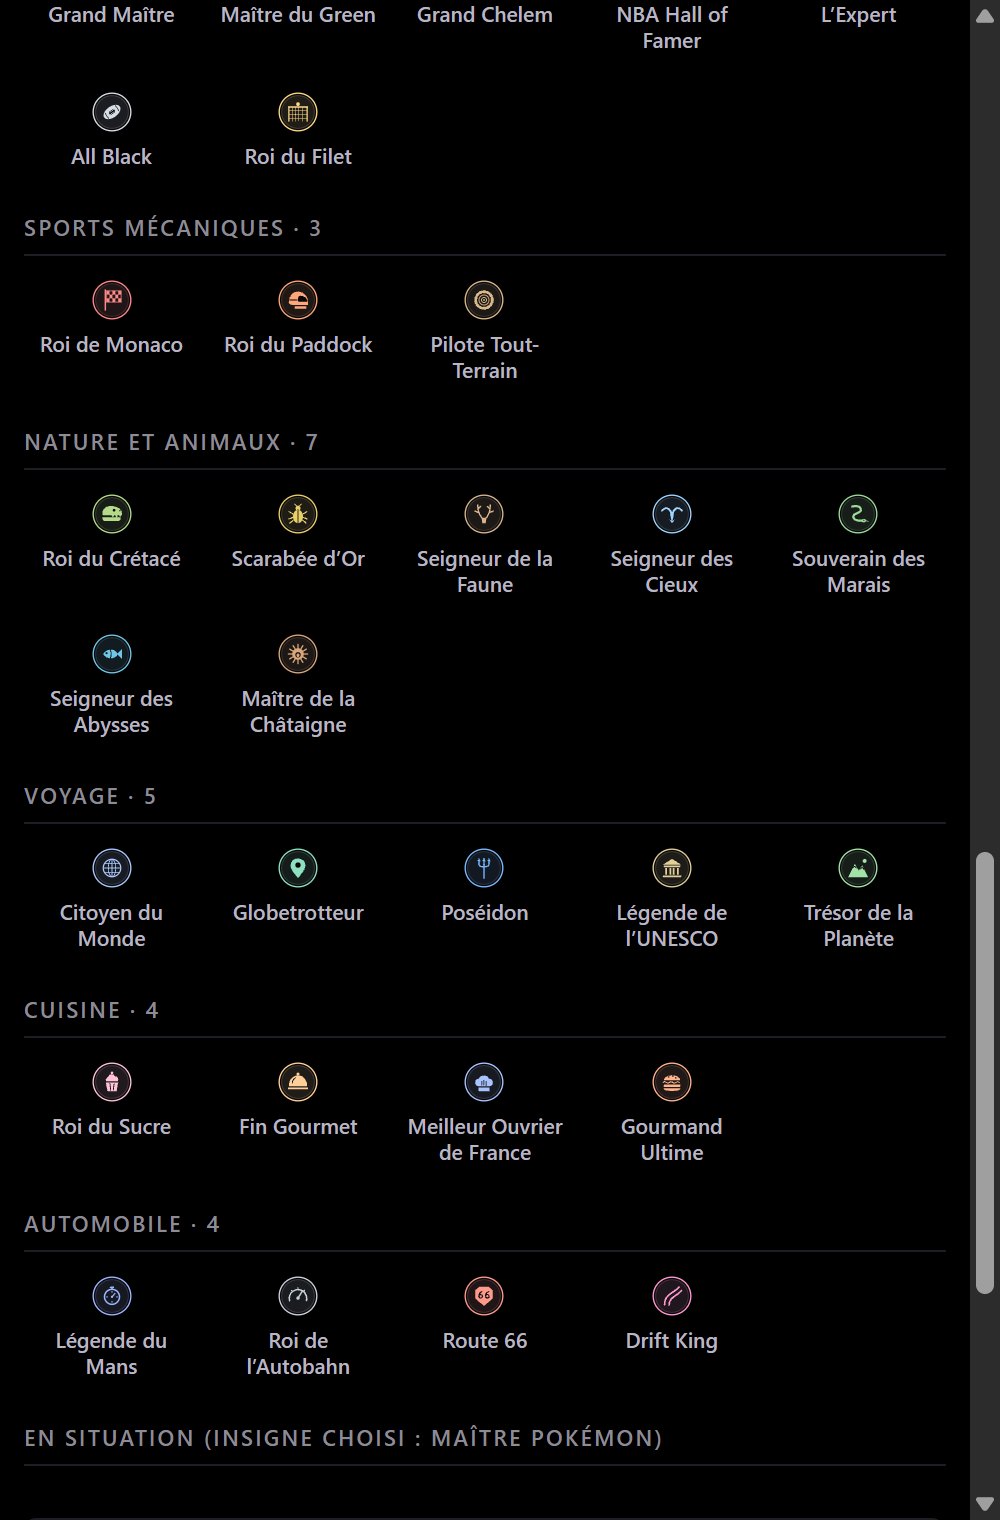 Grand Maître
Maître du Green
Grand Chelem
NBA Hall of
Famer
L’Expert
All Black
Roi du Filet
SPORTS MÉCANIQUES · 3
Roi de Monaco
Roi du Paddock
Pilote Tout-
Terrain
NATURE ET ANIMAUX · 7
Roi du Crétacé
Scarabée d’Or
Seigneur de la
Faune
Seigneur des
Cieux
Souverain des
Marais
Seigneur des
Abysses
Maître de la
Châtaigne
VOYAGE · 5
Citoyen du
Monde
Globetrotteur
Poséidon
Légende de
l’UNESCO
Trésor de la
Planète
CUISINE · 4
Roi du Sucre
Fin Gourmet
Meilleur Ouvrier
de France
Gourmand
Ultime
AUTOMOBILE · 4
66
Légende du
Mans
Roi de
l’Autobahn
Route 66
Drift King
EN SITUATION (INSIGNE CHOISI : MAÎTRE POKÉMON)